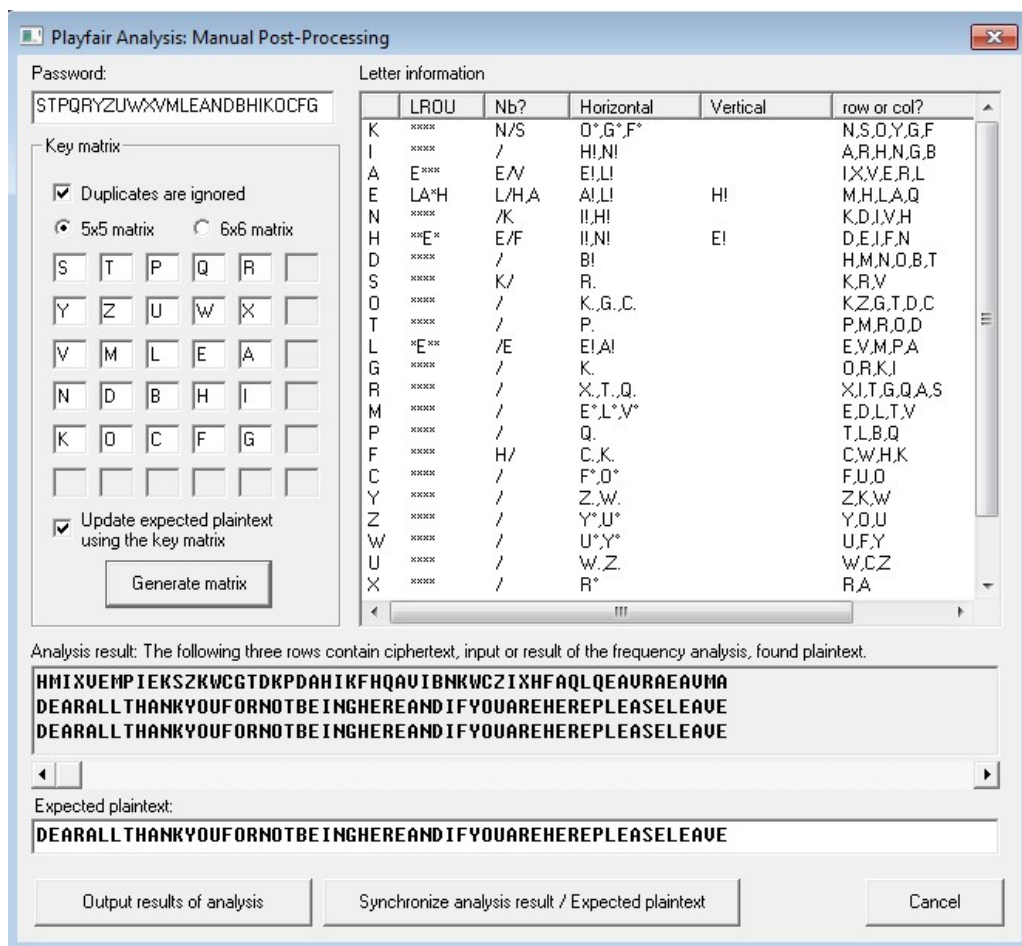 Playfair Analysis: Manual Post-Processing
Password:
STPQRYZUWXVMLEANDBHIKOCFG
Key matrix
Duplicates are ignored
5x5 matrix 6x6 matrix
S T P Q R
Y Z U W X
V M L E A
N D B H I
K O C F G
Update expected plaintext
using the key matrix
Generate matrix
Letter information
LROU Nb? Horizontal Vertical row or col?
K **** N/S O*,G*,F* N,S,O,Y,G,F
I **** / H!,N! A,R,H,N,G,B
A E*** E/V E!,L! I,X,V,E,R,L
E LA*H L/H,A A!,L! H! M,H,L,A,Q
N **** /K I!,H! K,D,I,V,H
H **E* E/F I!,N! E! D,E,I,F,N
D **** / B! H,M,N,O,B,T
S **** K/ R. K,R,V
O **** / K.,G.,C. K,Z,G,T,D,C
T **** / P. P,M,R,O,D
L *E** /E E!,A! E,V,M,P,A
G **** / K. O,R,K,I
R **** / X.,T.,Q. X,I,T,G,Q,A,S
M **** / E*,L*,V* E,D,L,T,V
P **** / Q. T,L,B,Q
F **** H/ C.,K. C,W,H,K
C **** / F*,O* F,U,O
Y **** / Z.,W. Z,K,W
Z **** / Y*,U* Y,O,U
W **** / U*,Y* U,F,Y
U **** / W.,Z. W,C,Z
X **** / R* R,A
Analysis result: The following three rows contain ciphertext, input or result of the frequency analysis, found plaintext.
HMIXVEMPIEKSZKWCGTDKPDAHIKFHQAVIBNKWCZIXHFAQLQEAVRAEAVMA
DEARALLTHANKYOUFORNOTBEINGHEREANDIFYOUAREHEREPLEASELEAVE
DEARALLTHANKYOUFORNOTBEINGHEREANDIFYOUAREHEREPLEASELEAVE
Expected plaintext:
DEARALLTHANKYOUFORNOTBEINGHEREANDIFYOUAREHEREPLEASELEAVE
Output results of analysis
Synchronize analysis result / Expected plaintext
Cancel